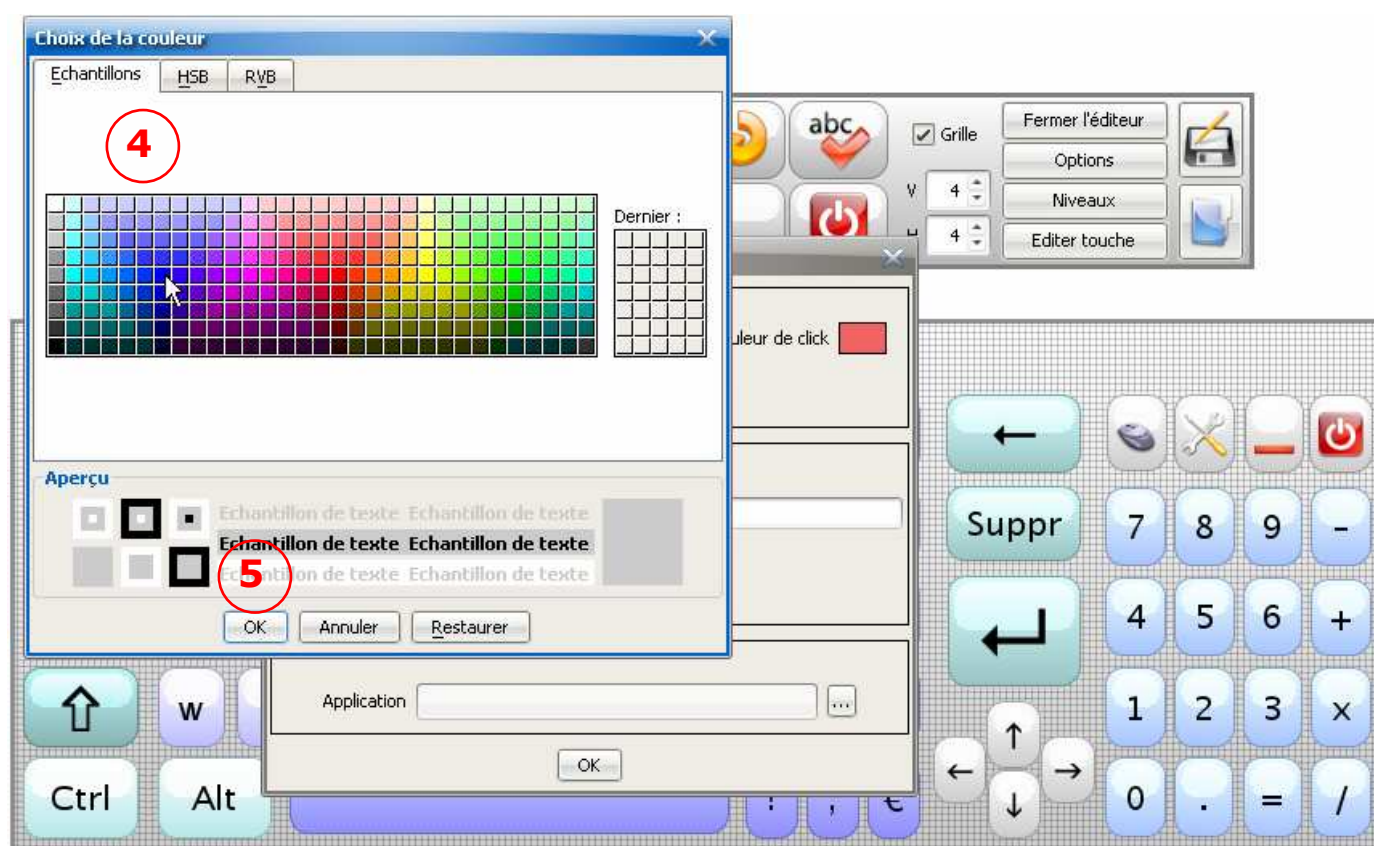 Choix de la couleur
Echantillons HSB RVB
4
Dernier :
Aperçu
Echantillon de texte Echantillon de texte
Echantillon de texte Echantillon de texte
Echantillon de texte Echantillon de texte
5
OK Annuler Restaurer
abc
Grille
V 4
H 4
Fermer l'éditeur
Options
Niveaux
Editer touche
uleur de click
Application ...
OK
←
Suppr 7 8 9 -
4 5 6 +
w 1 2 3 x
↑
← →
↓
Ctrl Alt ! ; € 0 . = /